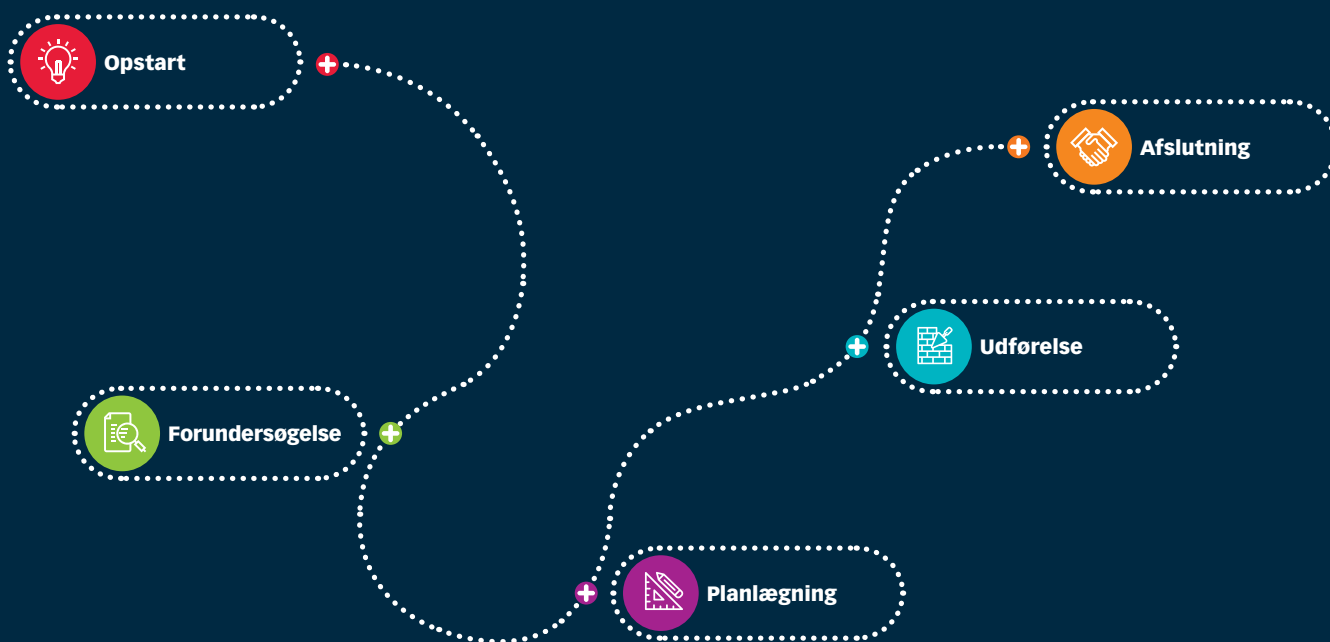 Opstart
Forundersøgelse
Planlægning
Udførelse
Afslutning